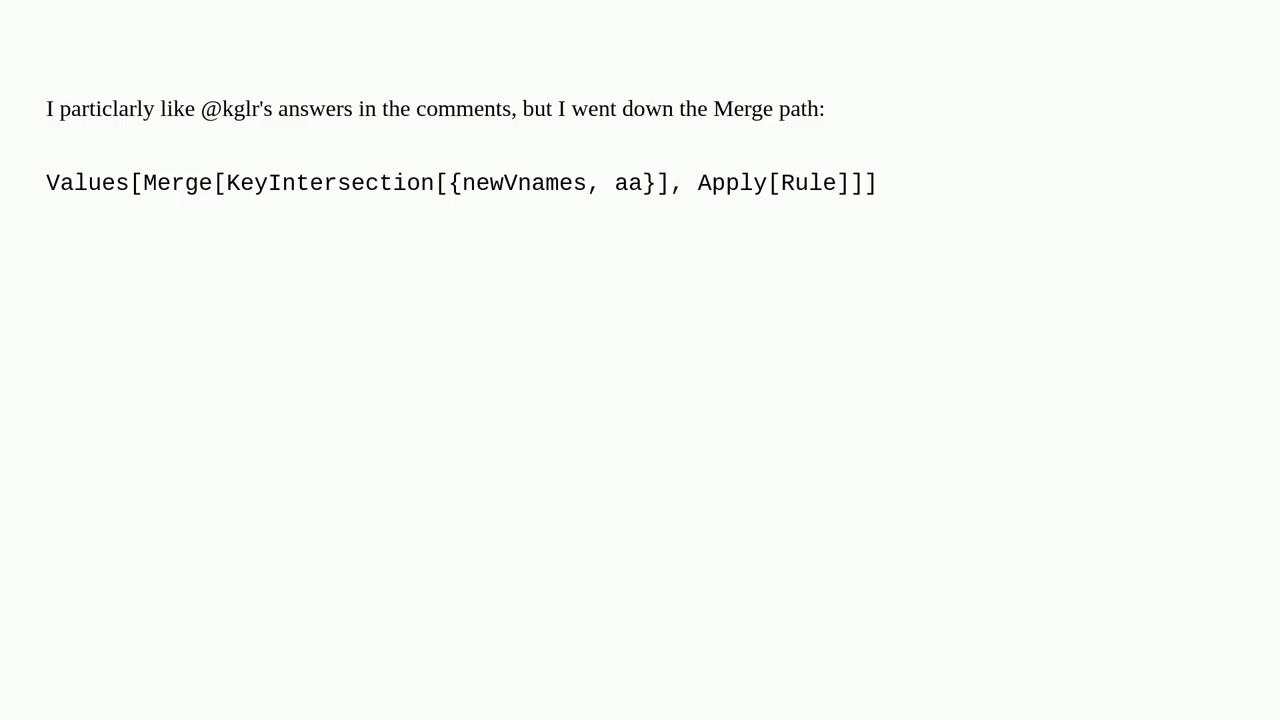 I particlarly like @kglr's answers in the comments, but I went down the Merge path:
Values[Merge[KeyIntersection[{newVnames, aa}], Apply[Rule]]]